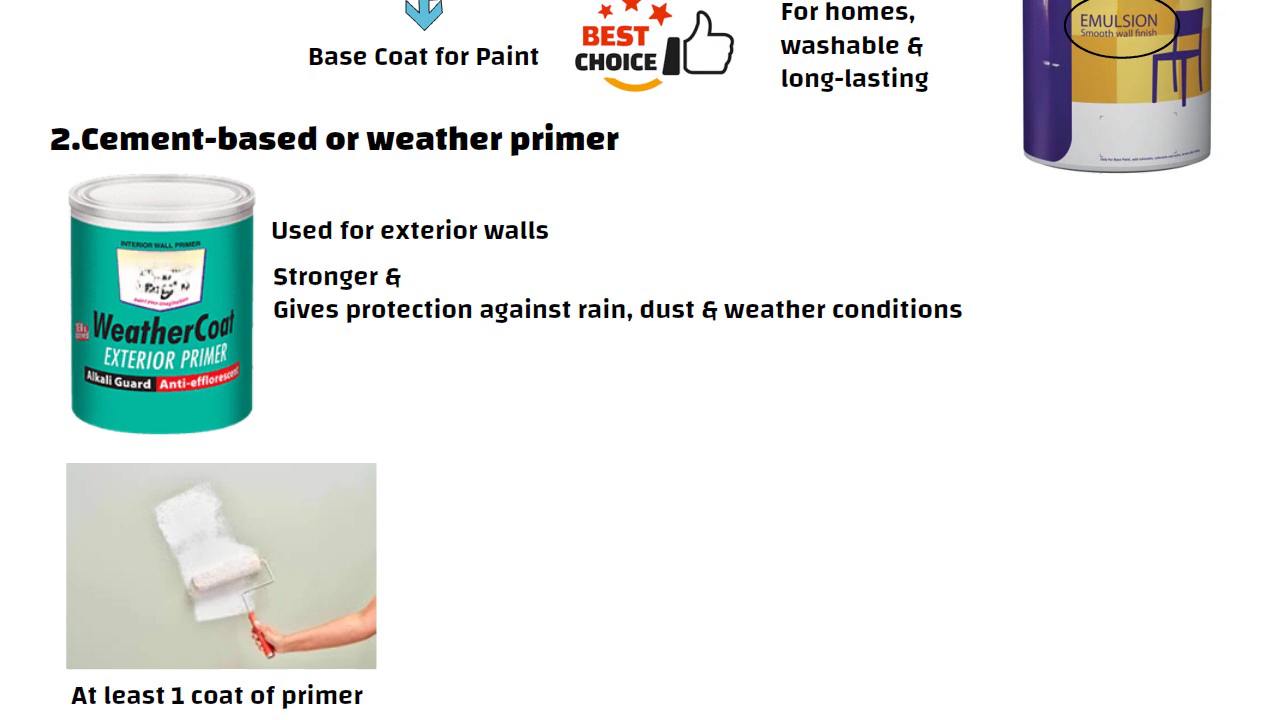 For homes,
washable &
long-lasting
Base Coat for Paint
BEST
CHOICE
EMULSION
Smooth wall finish
2.Cement-based or weather primer
INTERIOR WALL PRIMER
WeatherCoat
EXTERIOR PRIMER
Alkali Guard Anti-efflorescent
Used for exterior walls
Stronger &
Gives protection against rain, dust & weather conditions
At least 1 coat of primer